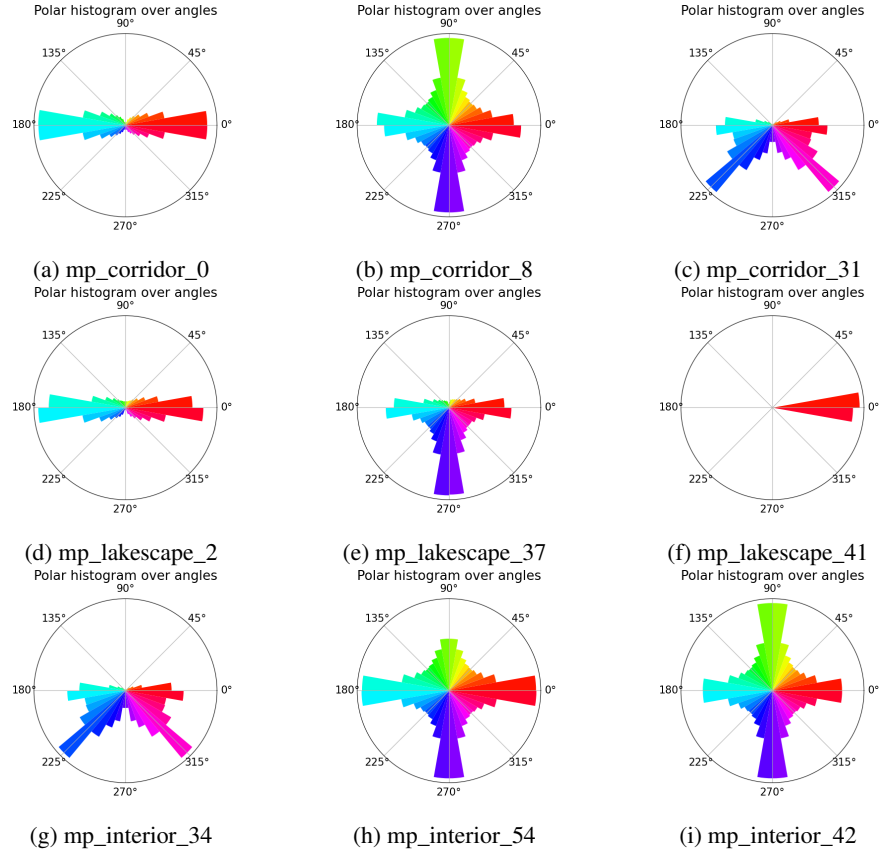 Polar histogram over angles Polar histogram over angles Polar histogram over angles
90° 90° 90°
135° 45° 135° 45° 135° 45°
180° 0° 180° 0° 180° 0°
225° 315° 225° 315° 225° 315°
270° 270° 270°
(a) mp_corridor_0 (b) mp_corridor_8 (c) mp_corridor_31
Polar histogram over angles Polar histogram over angles Polar histogram over angles
90° 90° 90°
135° 45° 135° 45° 135° 45°
180° 0° 180° 0° 180° 0°
225° 315° 225° 315° 225° 315°
270° 270° 270°
(d) mp_lakescape_2 (e) mp_lakescape_37 (f) mp_lakescape_41
Polar histogram over angles Polar histogram over angles Polar histogram over angles
90° 90° 90°
135° 45° 135° 45° 135° 45°
180° 0° 180° 0° 180° 0°
225° 315° 225° 315° 225° 315°
270° 270° 270°
(g) mp_interior_34 (h) mp_interior_54 (i) mp_interior_42